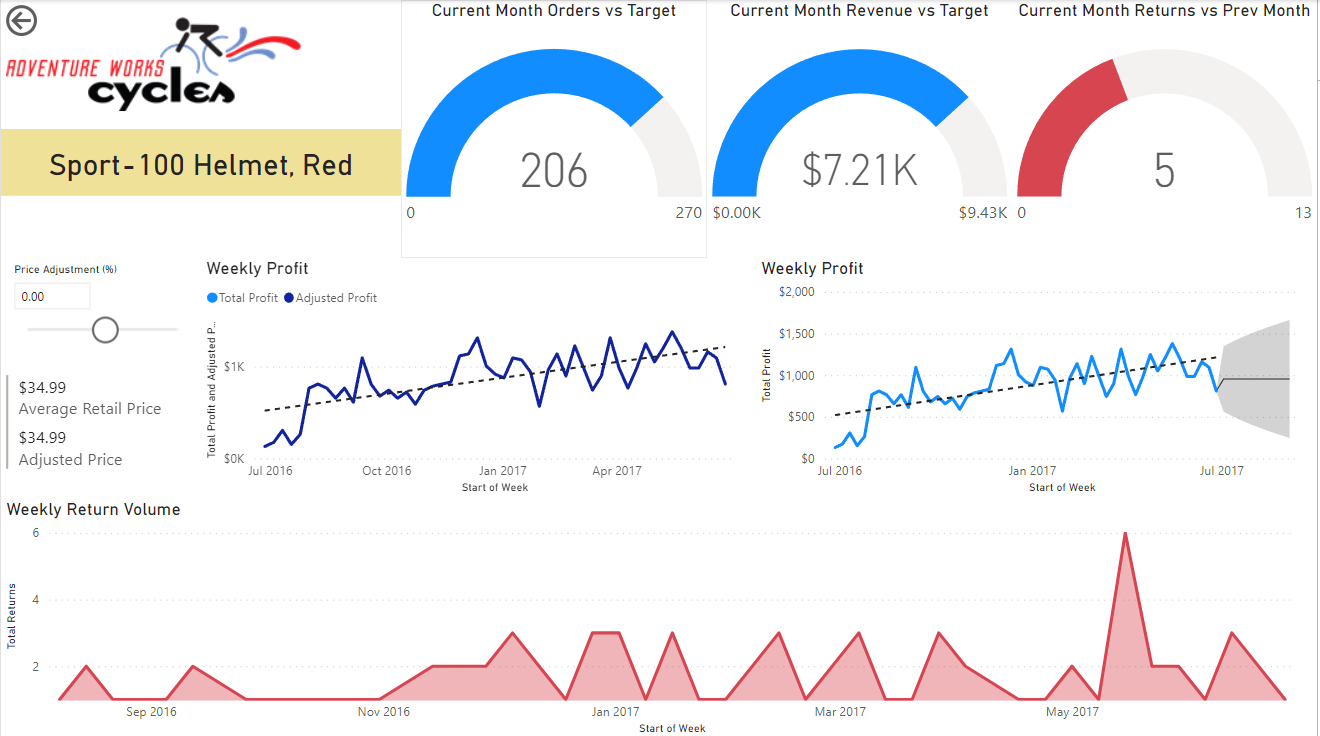 ADVENTURE WORKS
cycles
Sport-100 Helmet, Red
Current Month Orders vs Target
206
0
270
Current Month Revenue vs Target
$7.21K
$0.00K
$9.43K
Current Month Returns vs Prev Month
5
0
13
Price Adjustment (%)
0.00
$34.99
Average Retail Price
$34.99
Adjusted Price
Weekly Profit
Total Profit Adjusted Profit
Total Profit and Adjusted P...
$1K
$0K
Jul 2016 Oct 2016 Jan 2017 Apr 2017
Start of Week
Weekly Profit
Total Profit
$2,000
$1,500
$1,000
$500
$0
Jul 2016 Jan 2017 Jul 2017
Start of Week
Weekly Return Volume
Total Returns
6
4
2
Sep 2016 Nov 2016 Jan 2017 Mar 2017 May 2017
Start of Week